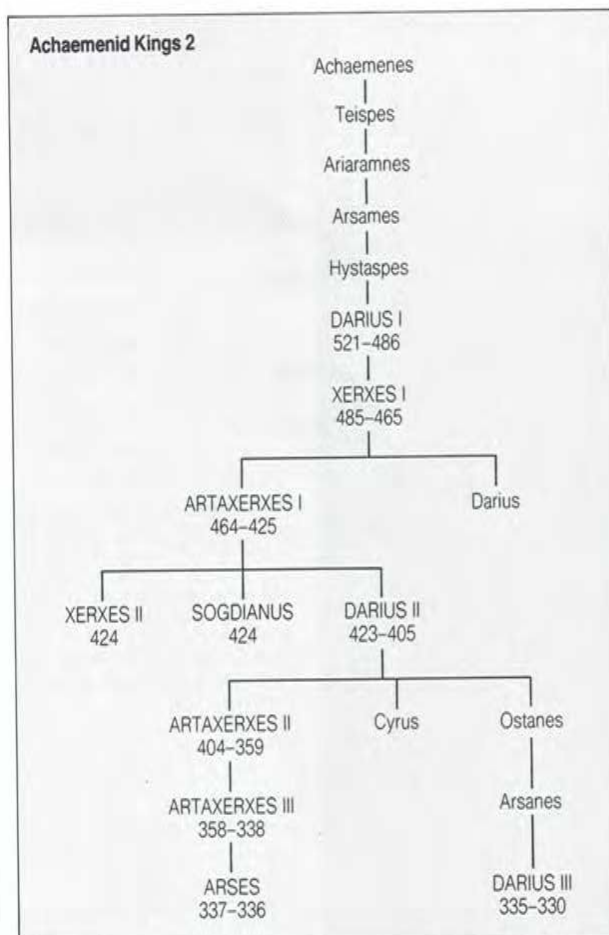 Achaemenid Kings 2
Achaemenes
Teispes
Ariaramnes
Arsames
Hystaspes
DARIUS I
521–486
XERXES I
485–465
ARTAXERXES I
464–425
Darius
XERXES II
424
SOGDIANUS
424
DARIUS II
423–405
ARTAXERXES II
404–359
Cyrus
Ostanes
ARTAXERXES III
358–338
Arsanes
ARSES
337–336
DARIUS III
335–330